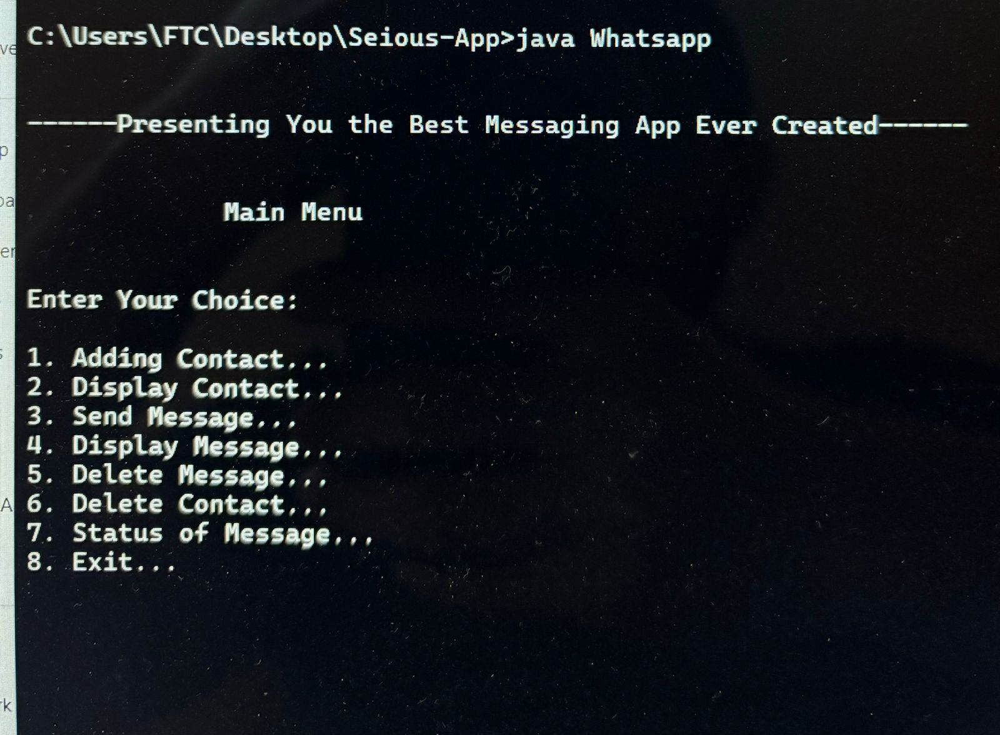 C:\Users\FTC\Desktop\Seious-App>java Whatsapp
------Presenting You the Best Messaging App Ever Created------
Main Menu
Enter Your Choice:
1. Adding Contact...
2. Display Contact...
3. Send Message...
4. Display Message...
5. Delete Message...
6. Delete Contact...
7. Status of Message...
8. Exit...